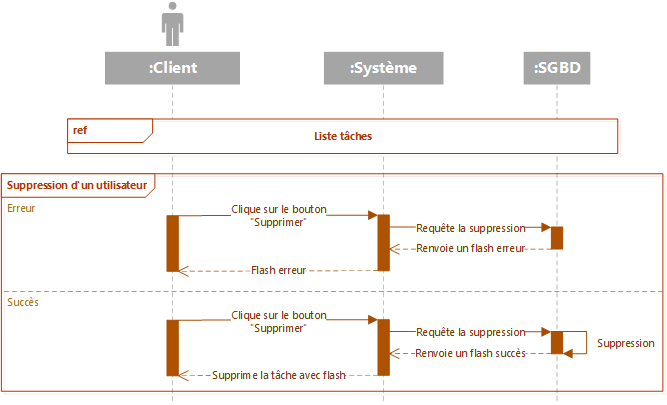 :Client
:Système
:SGBD
ref
Liste tâches
Suppression d'un utilisateur
Erreur
Clique sur le bouton
"Supprimer"
Requête la suppression
Renvoie un flash erreur
Flash erreur
Succès
Clique sur le bouton
"Supprimer"
Requête la suppression
Suppression
Renvoie un flash succès
Supprime la tâche avec flash